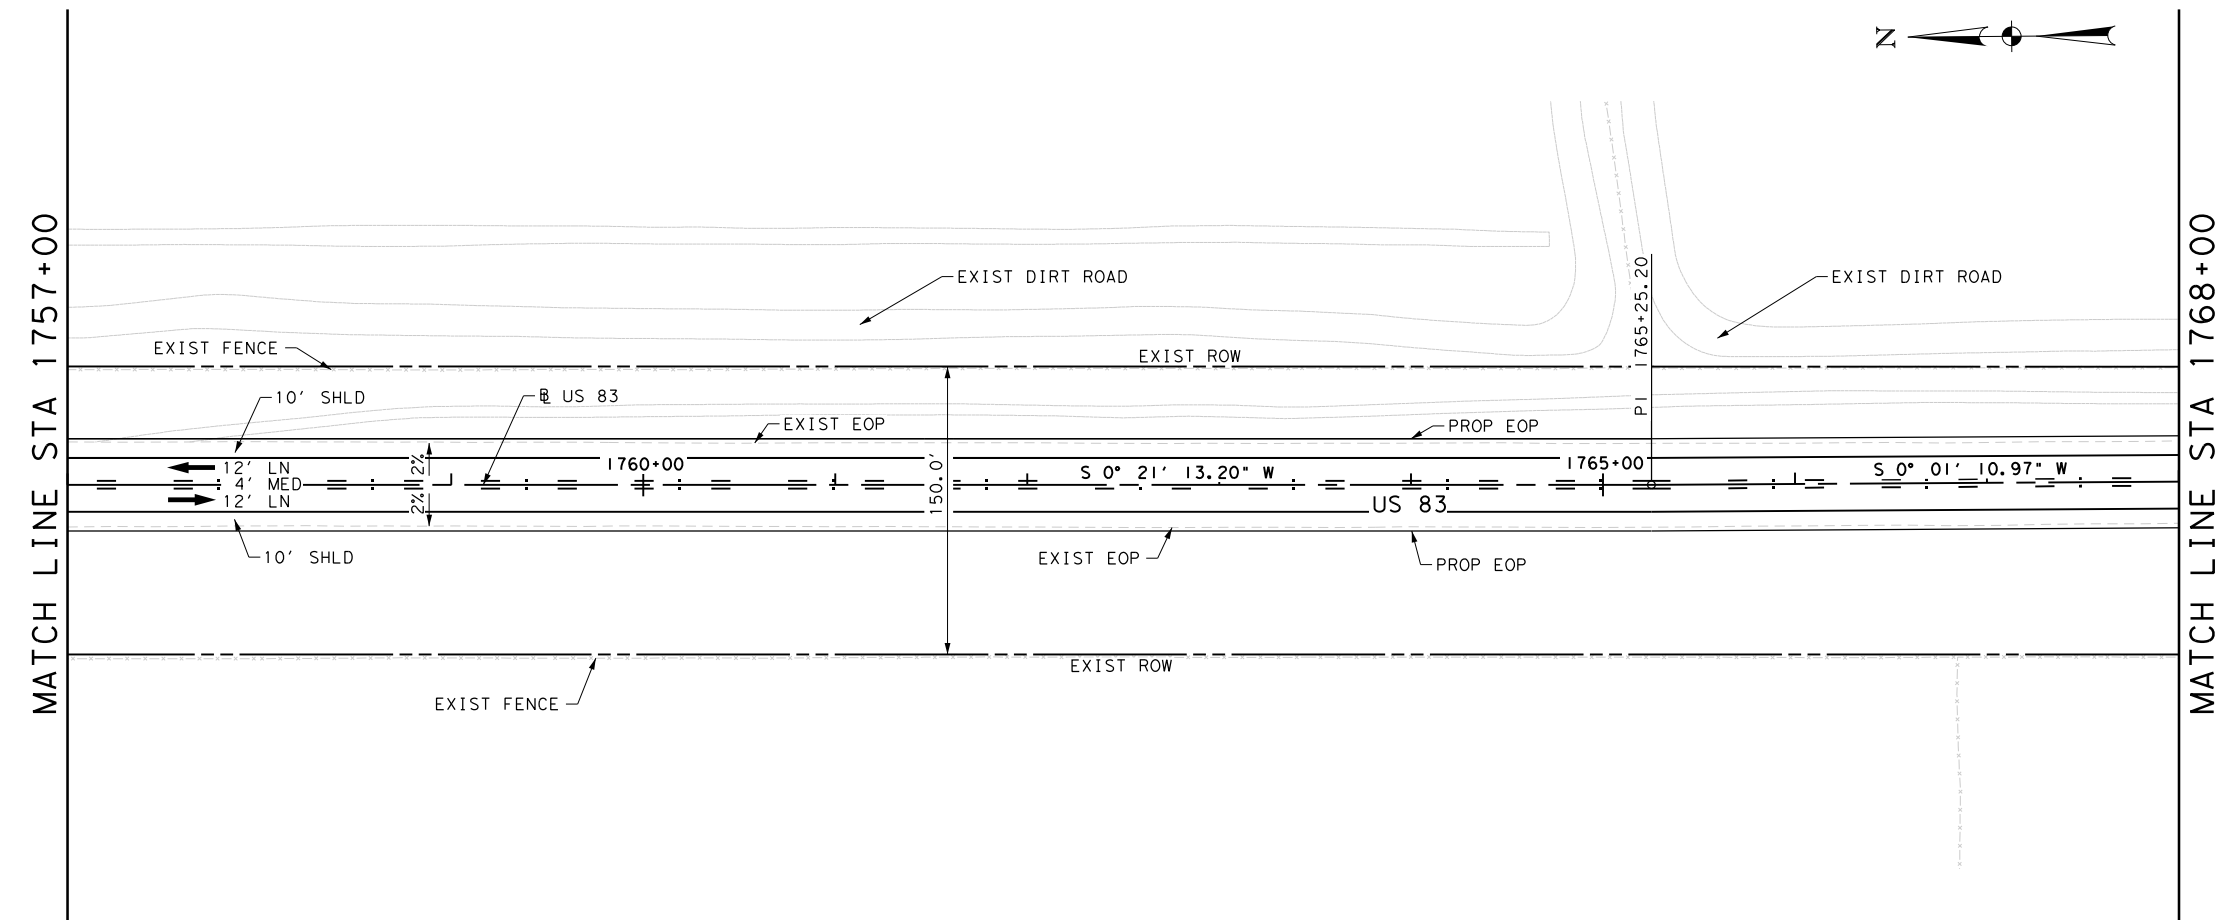 N
MATCH LINE STA 1757+00
MATCH LINE STA 1768+00
EXIST DIRT ROAD
EXIST DIRT ROAD
PI 1765+25.20
EXIST FENCE
EXIST ROW
10' SHLD
℄ US 83
EXIST EOP
PROP EOP
12' LN
4' MED
12' LN
2%
2%
1760+00
150.0'
S 0° 21' 13.20" W
1765+00
S 0° 01' 10.97" W
US 83
10' SHLD
EXIST EOP
PROP EOP
EXIST ROW
EXIST FENCE